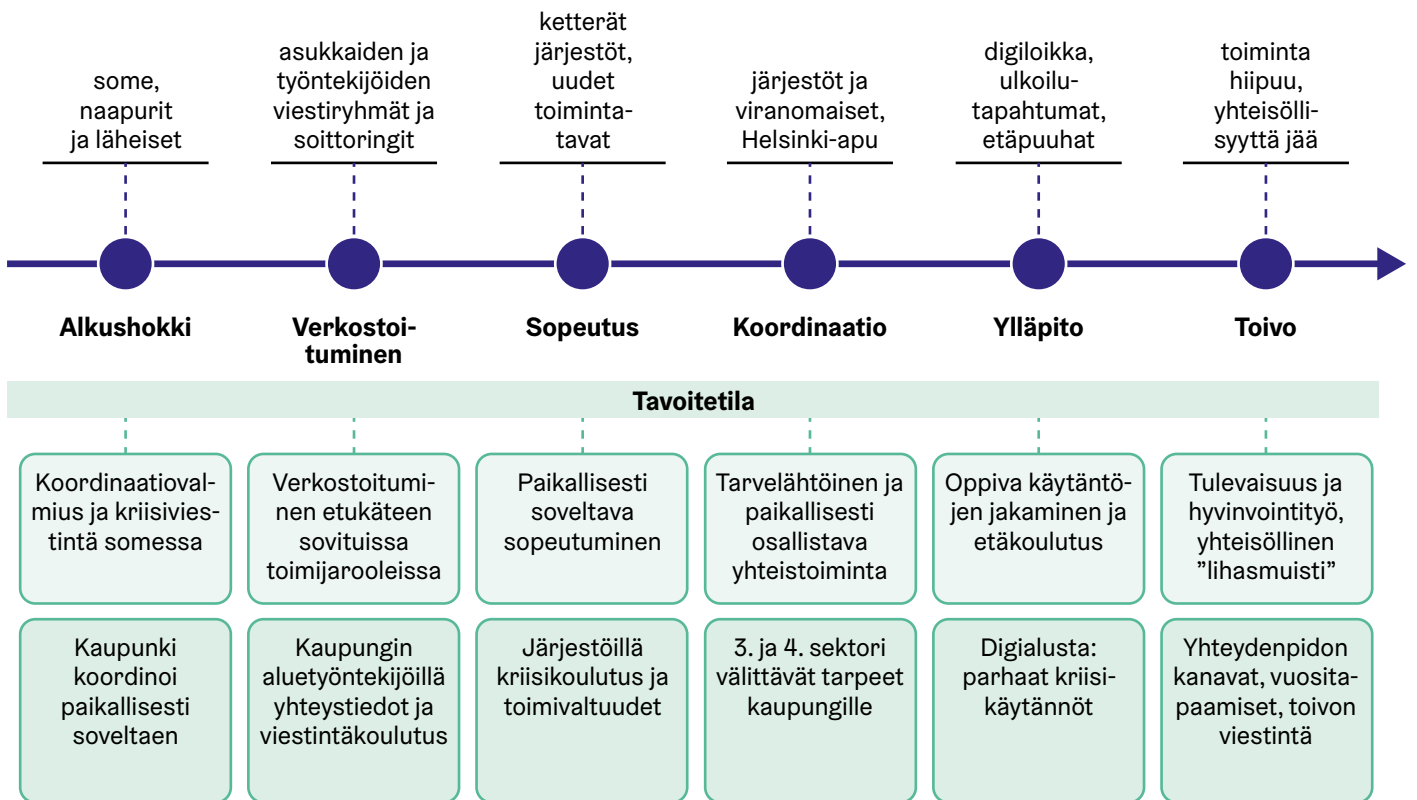 some,
naapurit
ja läheiset
asukkaiden ja
työntekijöiden
viestiryhmät ja
soittoringit
ketterät
järjestöt,
uudet
toiminta-
tavat
järjestöt ja
viranomaiset,
Helsinki-apu
digiloikka,
ulkoilu-
tapahtumat,
etäpuuhat
toiminta
hiipuu,
yhteisölli-
syyttä jää
Alkushokki
Verkostoi-
tuminen
Sopeutus
Koordinaatio
Ylläpito
Toivo
Tavoitetila
Koordinaatioval-
mius ja kriisivies-
tintä somessa
Verkostoitumi-
nen etukäteen
sovituissa
toimijarooleissa
Paikallisesti
soveltava
sopeutuminen
Tarvelähtöinen ja
paikallisesti
osallistava
yhteistoiminta
Oppiva käytäntö-
jen jakaminen ja
etäkoulutus
Tulevaisuus ja
hyvinvointityö,
yhteisöllinen
”lihasmuisti”
Kaupunki
koordinoi
paikallisesti
soveltaen
Kaupungin
aluetyöntekijöillä
yhteystiedot ja
viestintäkoulutus
Järjestöillä
kriisikoulutus ja
toimivaltuudet
3. ja 4. sektori
välittävät tarpeet
kaupungille
Digialusta:
parhaat kriisi-
käytännöt
Yhteydenpidon
kanavat, vuosita-
paamiset, toivon
viestintä